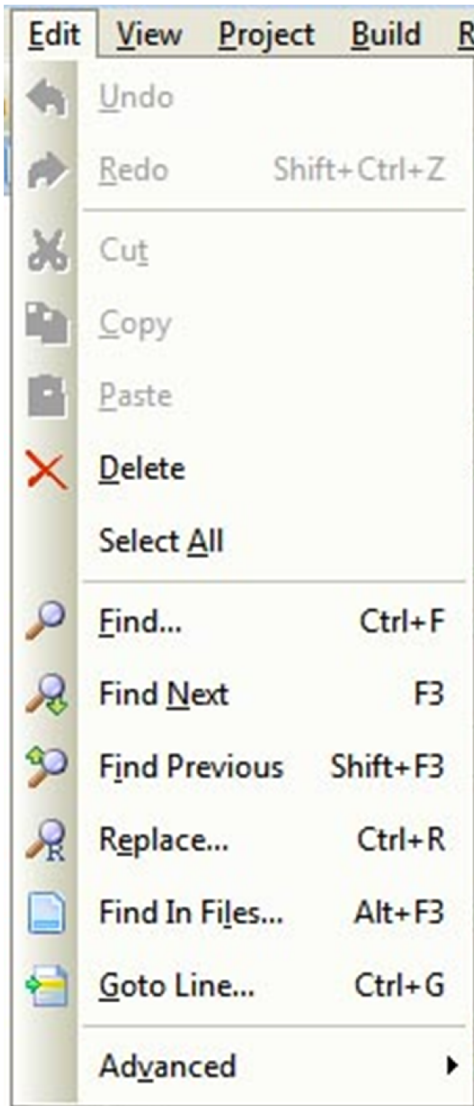 Edit View Project Build R
Undo
Redo Shift+Ctrl+Z
Cut
Copy
Paste
Delete
Select All
Find... Ctrl+F
Find Next F3
Find Previous Shift+F3
Replace... Ctrl+R
Find In Files... Alt+F3
Goto Line... Ctrl+G
Advanced